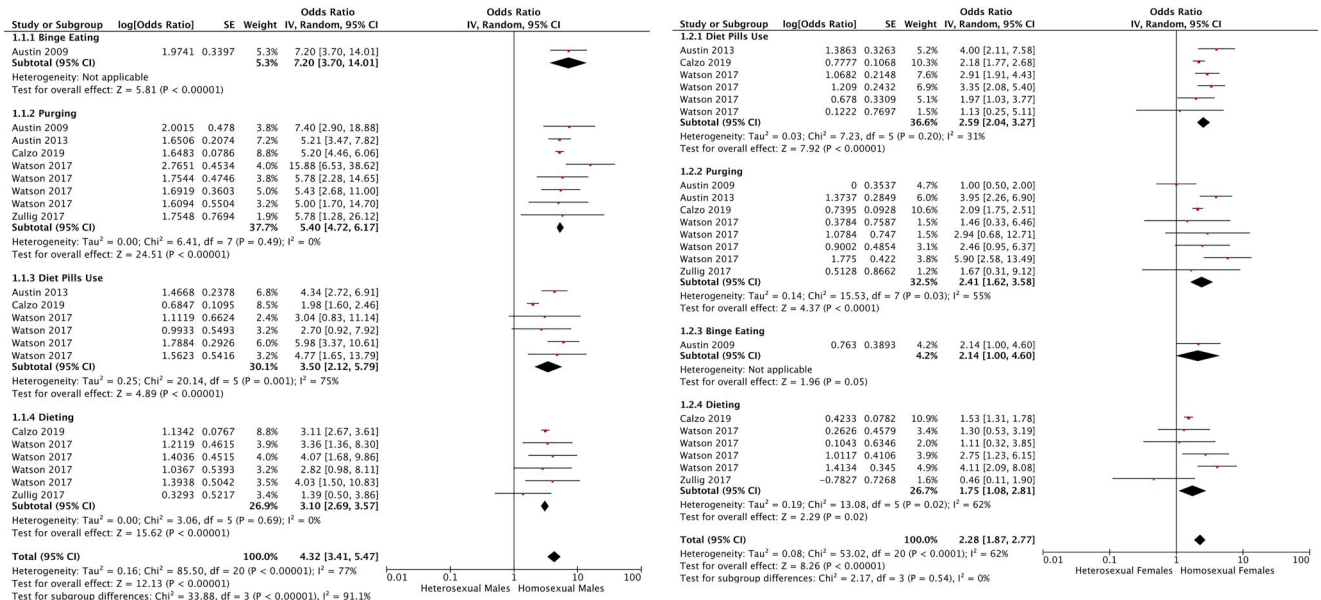 Odds Ratio
Odds Ratio
Study or Subgroup log[Odds Ratio] SE Weight IV, Random, 95% CI
IV, Random, 95% CI
1.1.1 Binge Eating
Austin 2009 1.9741 0.3397 5.3% 7.20 [3.70, 14.01]
Subtotal (95% CI) 5.3% 7.20 [3.70, 14.01]
Heterogeneity: Not applicable
Test for overall effect: Z = 5.81 (P < 0.00001)
1.1.2 Purging
Austin 2009 2.0015 0.478 3.8% 7.40 [2.90, 18.88]
Austin 2013 1.6506 0.2074 7.2% 5.21 [3.47, 7.82]
Calzo 2019 1.6483 0.0786 8.8% 5.20 [4.46, 6.06]
Watson 2017 2.7651 0.4534 4.0% 15.88 [6.53, 38.62]
Watson 2017 1.7544 0.4746 3.8% 5.78 [2.28, 14.65]
Watson 2017 1.6919 0.3603 5.0% 5.43 [2.68, 11.00]
Watson 2017 1.6094 0.5504 3.2% 5.00 [1.70, 14.70]
Zullig 2017 1.7548 0.7694 1.9% 5.78 [1.28, 26.12]
Subtotal (95% CI) 37.7% 5.40 [4.72, 6.17]
Heterogeneity: Tau² = 0.00; Chi² = 6.41, df = 7 (P = 0.49); I² = 0%
Test for overall effect: Z = 24.51 (P < 0.00001)
1.1.3 Diet Pills Use
Austin 2013 1.4668 0.2378 6.8% 4.34 [2.72, 6.91]
Calzo 2019 0.6847 0.1095 8.5% 1.98 [1.60, 2.46]
Watson 2017 1.1119 0.6624 2.4% 3.04 [0.83, 11.14]
Watson 2017 0.9933 0.5493 3.2% 2.70 [0.92, 7.92]
Watson 2017 1.7884 0.2926 6.0% 5.98 [3.37, 10.61]
Watson 2017 1.5623 0.5416 3.2% 4.77 [1.65, 13.79]
Subtotal (95% CI) 30.1% 3.50 [2.12, 5.79]
Heterogeneity: Tau² = 0.25; Chi² = 20.14, df = 5 (P = 0.001); I² = 75%
Test for overall effect: Z = 4.89 (P < 0.00001)
1.1.4 Dieting
Calzo 2019 1.1342 0.0767 8.8% 3.11 [2.67, 3.61]
Watson 2017 1.2119 0.4615 3.9% 3.36 [1.36, 8.30]
Watson 2017 1.4036 0.4515 4.0% 4.07 [1.68, 9.86]
Watson 2017 1.0367 0.5393 3.2% 2.82 [0.98, 8.11]
Watson 2017 1.3938 0.5042 3.6% 4.03 [1.50, 10.83]
Zullig 2017 0.3293 0.5217 3.4% 1.39 [0.50, 3.86]
Subtotal (95% CI) 26.9% 3.10 [2.69, 3.57]
Heterogeneity: Tau² = 0.00; Chi² = 3.06, df = 5 (P = 0.69); I² = 0%
Test for overall effect: Z = 15.62 (P < 0.00001)
Total (95% CI) 100.0% 4.32 [3.41, 5.47]
Heterogeneity: Tau² = 0.16; Chi² = 85.50, df = 20 (P < 0.00001); I² = 77%
Test for overall effect: Z = 12.13 (P < 0.00001)
Test for subgroup differences: Chi² = 33.88, df = 3 (P < 0.00001), I² = 91.1%
0.01 0.1 1 10 100
Heterosexual Males Homosexual Males
Odds Ratio
Odds Ratio
Study or Subgroup log[Odds Ratio] SE Weight IV, Random, 95% CI
IV, Random, 95% CI
1.2.1 Diet Pills Use
Austin 2013 1.3863 0.3263 5.2% 4.00 [2.11, 7.58]
Calzo 2019 0.7777 0.1068 10.3% 2.18 [1.77, 2.68]
Watson 2017 1.0682 0.2148 7.6% 2.91 [1.91, 4.43]
Watson 2017 1.209 0.2432 6.9% 3.35 [2.08, 5.40]
Watson 2017 0.678 0.3309 5.1% 1.97 [1.03, 3.77]
Watson 2017 0.1222 0.7697 1.5% 1.13 [0.25, 5.11]
Subtotal (95% CI) 36.6% 2.59 [2.04, 3.27]
Heterogeneity: Tau² = 0.03; Chi² = 7.23, df = 5 (P = 0.20); I² = 31%
Test for overall effect: Z = 7.92 (P < 0.00001)
1.2.2 Purging
Austin 2009 0 0.3537 4.7% 1.00 [0.50, 2.00]
Austin 2013 1.3737 0.2849 6.0% 3.95 [2.26, 6.90]
Calzo 2019 0.7395 0.0928 10.6% 2.09 [1.75, 2.51]
Watson 2017 0.3784 0.7587 1.5% 1.46 [0.33, 6.46]
Watson 2017 1.0784 0.747 1.5% 2.94 [0.68, 12.71]
Watson 2017 0.9002 0.4854 3.1% 2.46 [0.95, 6.37]
Watson 2017 1.775 0.422 3.8% 5.90 [2.58, 13.49]
Zullig 2017 0.5128 0.8662 1.2% 1.67 [0.31, 9.12]
Subtotal (95% CI) 32.5% 2.41 [1.62, 3.58]
Heterogeneity: Tau² = 0.14; Chi² = 15.53, df = 7 (P = 0.03); I² = 55%
Test for overall effect: Z = 4.37 (P < 0.0001)
1.2.3 Binge Eating
Austin 2009 0.763 0.3893 4.2% 2.14 [1.00, 4.60]
Subtotal (95% CI) 4.2% 2.14 [1.00, 4.60]
Heterogeneity: Not applicable
Test for overall effect: Z = 1.96 (P = 0.05)
1.2.4 Dieting
Calzo 2019 0.4233 0.0782 10.9% 1.53 [1.31, 1.78]
Watson 2017 0.2626 0.4579 3.4% 1.30 [0.53, 3.19]
Watson 2017 0.1043 0.6346 2.0% 1.11 [0.32, 3.85]
Watson 2017 1.0117 0.4106 3.9% 2.75 [1.23, 6.15]
Watson 2017 1.4134 0.345 4.9% 4.11 [2.09, 8.08]
Zullig 2017 -0.7827 0.7268 1.6% 0.46 [0.11, 1.90]
Subtotal (95% CI) 26.7% 1.75 [1.08, 2.81]
Heterogeneity: Tau² = 0.19; Chi² = 13.08, df = 5 (P = 0.02); I² = 62%
Test for overall effect: Z = 2.29 (P = 0.02)
Total (95% CI) 100.0% 2.28 [1.87, 2.77]
Heterogeneity: Tau² = 0.08; Chi² = 53.02, df = 20 (P < 0.0001); I² = 62%
Test for overall effect: Z = 8.26 (P < 0.00001)
Test for subgroup differences: Chi² = 2.17, df = 3 (P = 0.54), I² = 0%
0.01 0.1 1 10 100
Heterosexual Females Homosexual Females